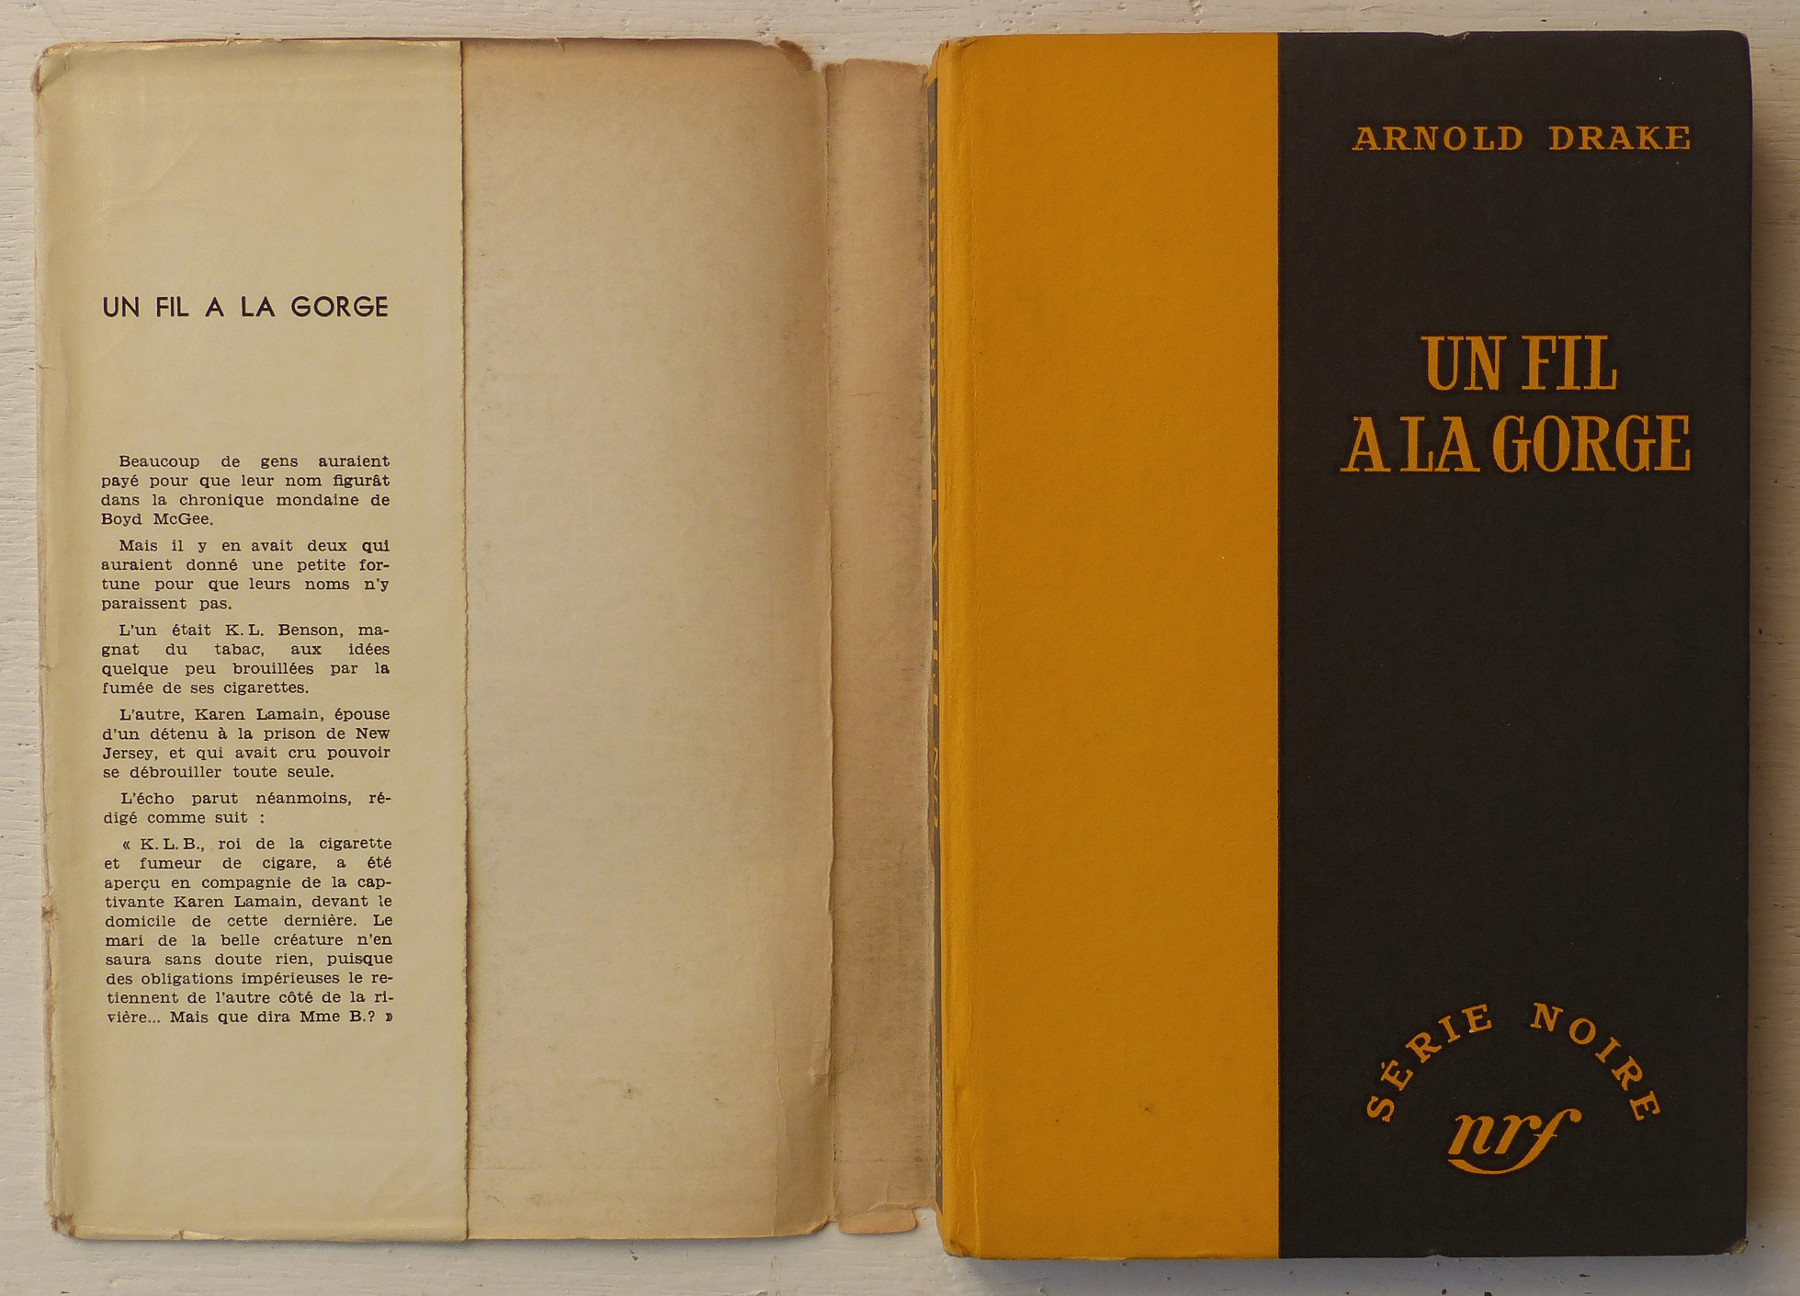 UN FIL A LA GORGE
Beaucoup de gens auraient
payé pour que leur nom figurât
dans la chronique mondaine de
Boyd McGee.
Mais il y en avait deux qui
auraient donné une petite for-
tune pour que leurs noms n'y
paraissent pas.
L'un était K. L. Benson, ma-
gnat du tabac, aux idées
quelque peu brouillées par la
fumée de ses cigarettes.
L'autre, Karen Lamain, épouse
d'un détenu à la prison de New
Jersey, et qui avait cru pouvoir
se débrouiller toute seule.
L'écho parut néanmoins, ré-
digé comme suit :
« K. L. B., roi de la cigarette
et fumeur de cigare, a été
aperçu en compagnie de la cap-
tivante Karen Lamain, devant le
domicile de cette dernière. Le
mari de la belle créature n'en
saura sans doute rien, puisque
des obligations impérieuses le re-
tiennent de l'autre côté de la ri-
vière... Mais que dira Mme B.? »
UN FIL A LA GORGE
ARNOLD DRAKE
UN FIL
A LA GORGE
SÉRIE NOIRE
nrf